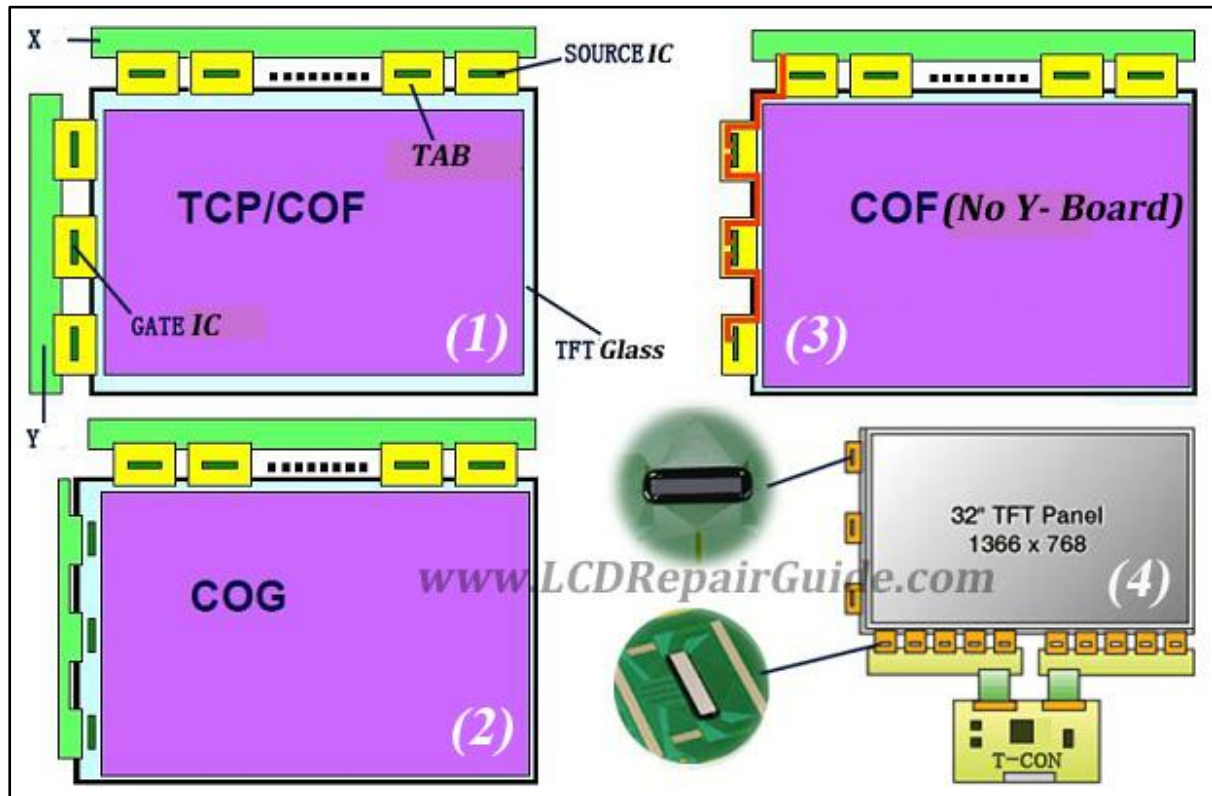 X
SOURCE IC
TAB
TCP/COF
GATE IC
(1)
TFT Glass
Y
COF (No Y- Board)
(3)
COG
(2)
32" TFT Panel
1366 x 768
www.LCDRepairGuide.com
(4)
T-CON